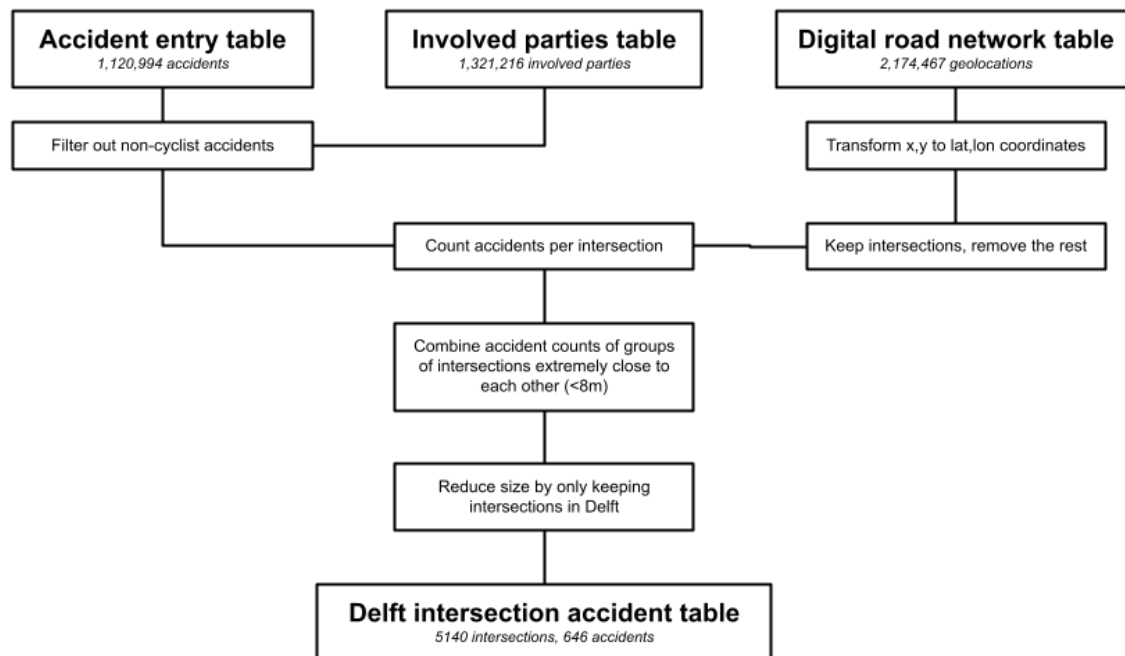 Accident entry table
1,120,994 accidents
Involved parties table
1,321,216 involved parties
Digital road network table
2,174,467 geolocations
Filter out non-cyclist accidents
Transform x,y to lat,lon coordinates
Count accidents per intersection
Keep intersections, remove the rest
Combine accident counts of groups
of intersections extremely close to
each other (<8m)
Reduce size by only keeping
intersections in Delft
Delft intersection accident table
5140 intersections, 646 accidents